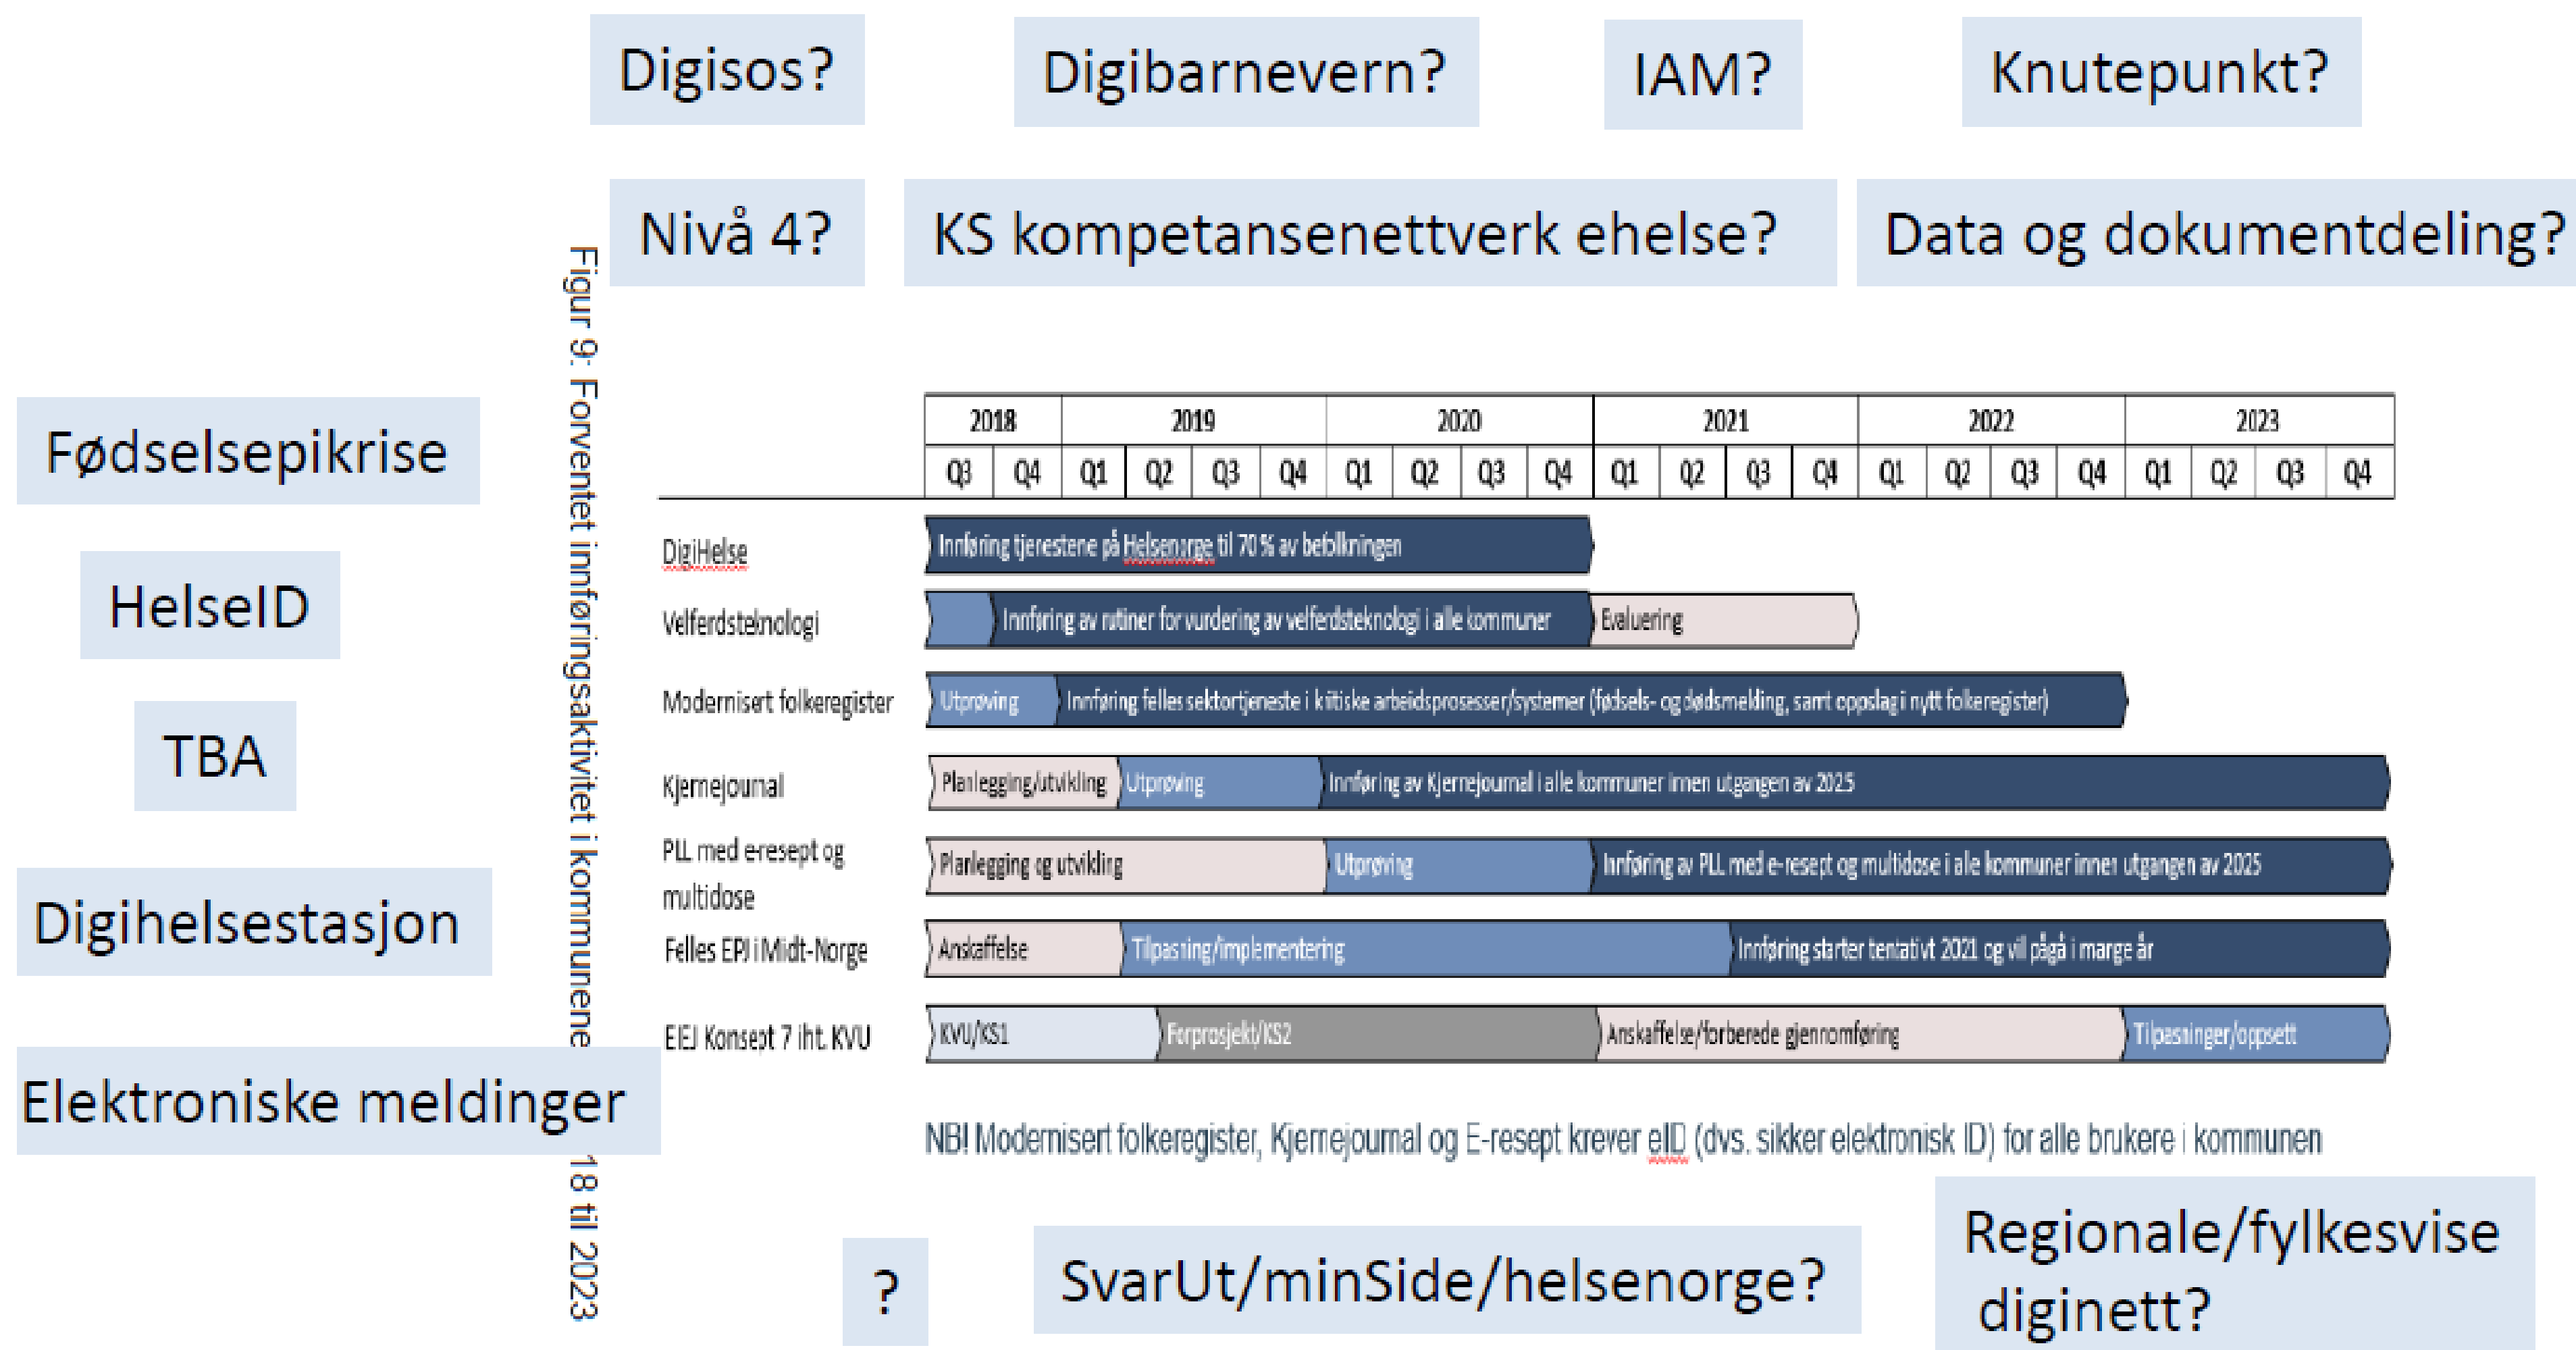 Digisos?
Digibarnevern?
IAM?
Knutepunkt?
Nivå 4?
KS kompetansenettverk ehelse?
Data og dokumentdeling?
Fødselsepikrise
HelseID
TBA
Digihelsestasjon
Elektroniske meldinger
Figur 9: Forventet innføringsaktivitet i kommunene 18 til 2023
2018 2019 2020 2021 2022 2023
Q3 Q4 Q1 Q2 Q3 Q4 Q1 Q2 Q3 Q4 Q1 Q2 Q3 Q4 Q1 Q2 Q3 Q4 Q1 Q2 Q3 Q4
DigiHelse
Innføring tjenestene på Helsenorge til 70 % av befolkningen
Velferdsteknologi
Innføring av rutiner for vurdering av velferdsteknologi i alle kommuner
Evaluering
Modernisert folkeregister
Utprøving
Innføring felles sektortjeneste i kritiske arbeidsprosesser/systemer (fødsels- og dødsmelding, samt oppslag i nytt folkeregister)
Kjernejournal
Planlegging/utvikling
Utprøving
Innføring av Kjernejournal i alle kommuner innen utgangen av 2025
PLL med e-resept og
multidose
Planlegging og utvikling
Utprøving
Innføring av PLL med e-resept og multidose i alle kommuner innen utgangen av 2025
Felles EPJ i Midt-Norge
Anskaffelse
Tilpasning/implementering
Innføring starter tentativt 2021 og vil pågå i mange år
EIEJ Konsept 7 iht. KVU
KVU/KS1
Forprosjekt/KS2
Anskaffelse/forberede gjennomføring
Tilpasninger/oppsett
NB! Modernisert folkeregister, Kjernejournal og E-resept krever eID (dvs. sikker elektronisk ID) for alle brukere i kommunen
?
SvarUt/minSide/helsenorge?
Regionale/fylkesvise
diginett?